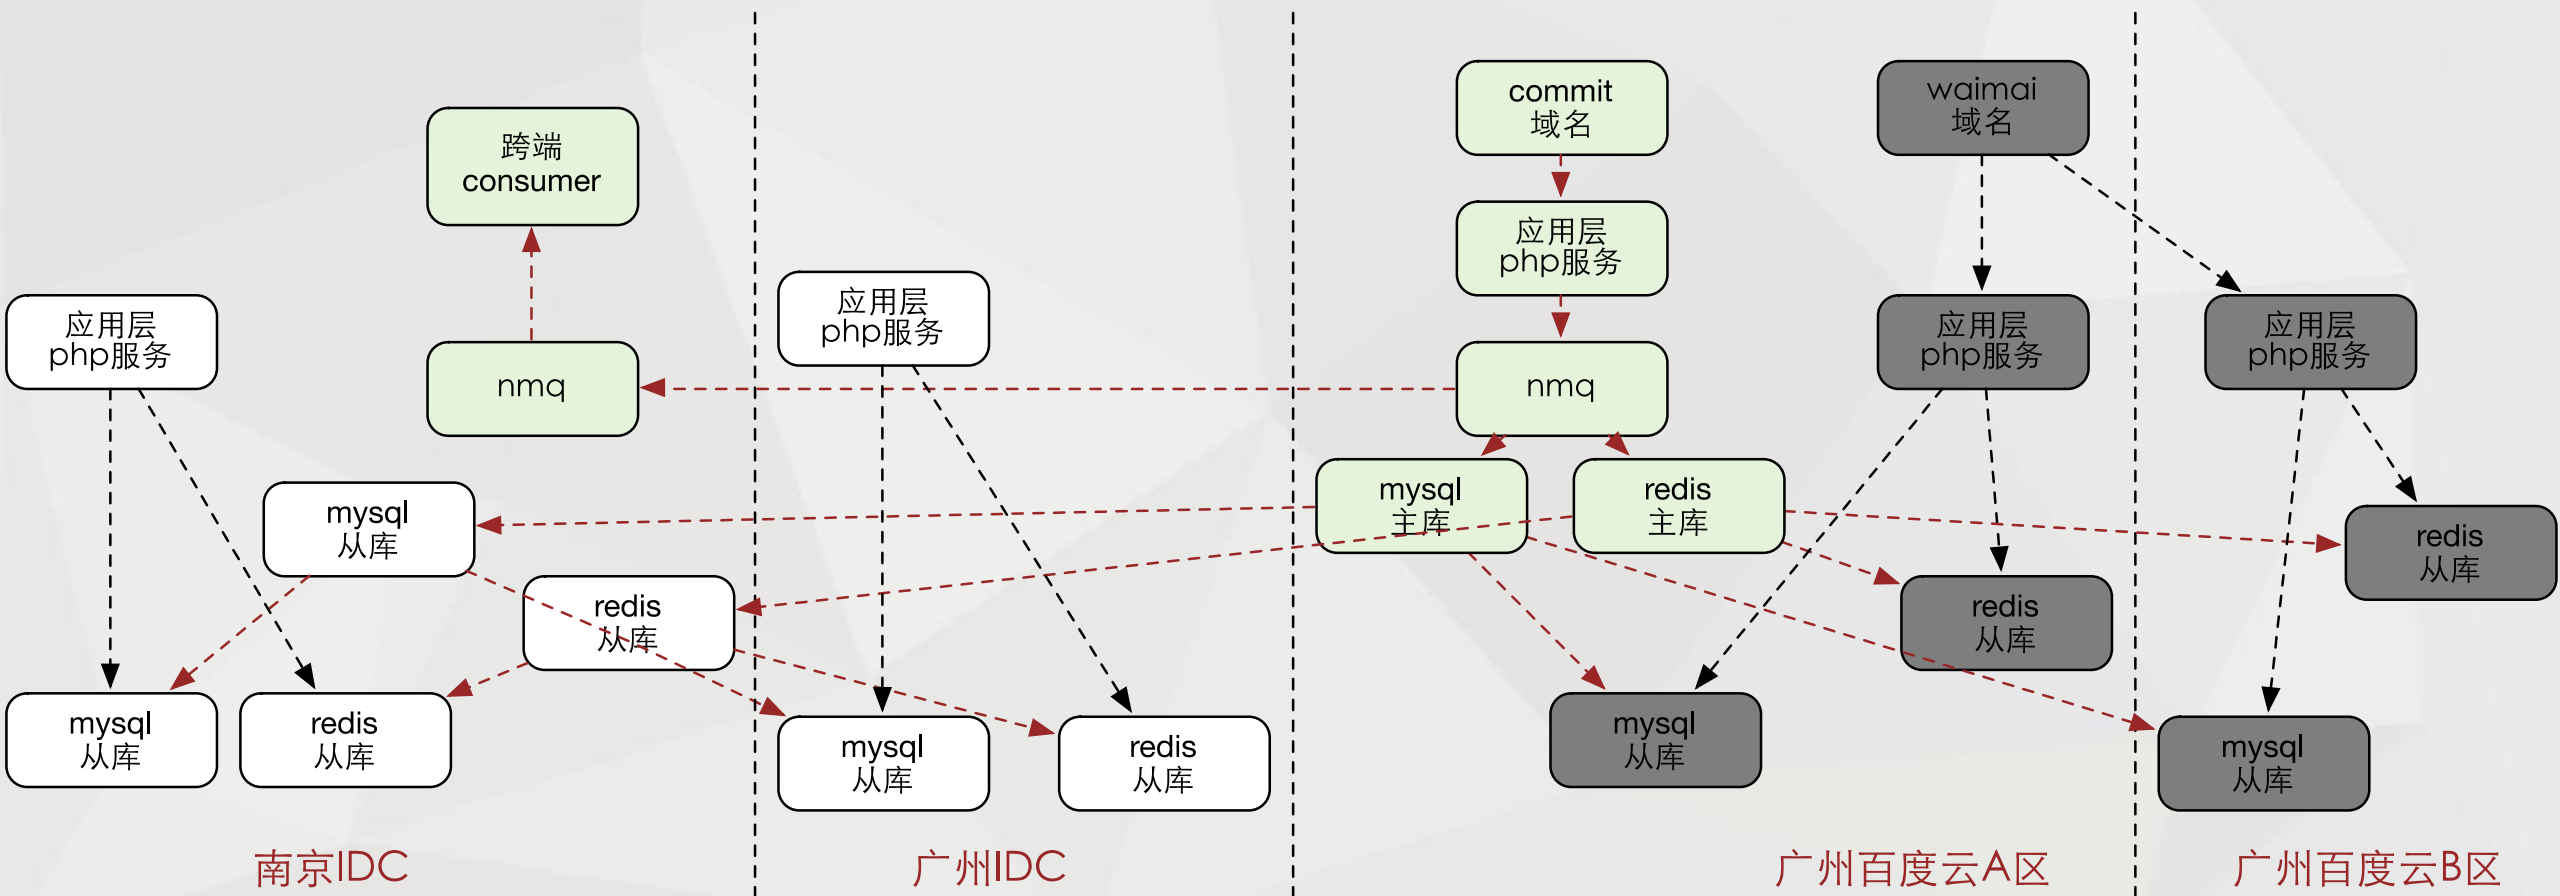 commit
域名
waimai
域名
跨端
consumer
应用层
php服务
应用层
php服务
应用层
php服务
应用层
php服务
应用层
php服务
nmq
nmq
mysql
从库
mysql
主库
redis
主库
redis
从库
redis
从库
redis
从库
mysql
从库
redis
从库
mysql
从库
redis
从库
mysql
从库
mysql
从库
南京IDC
广州IDC
广州百度云A区
广州百度云B区